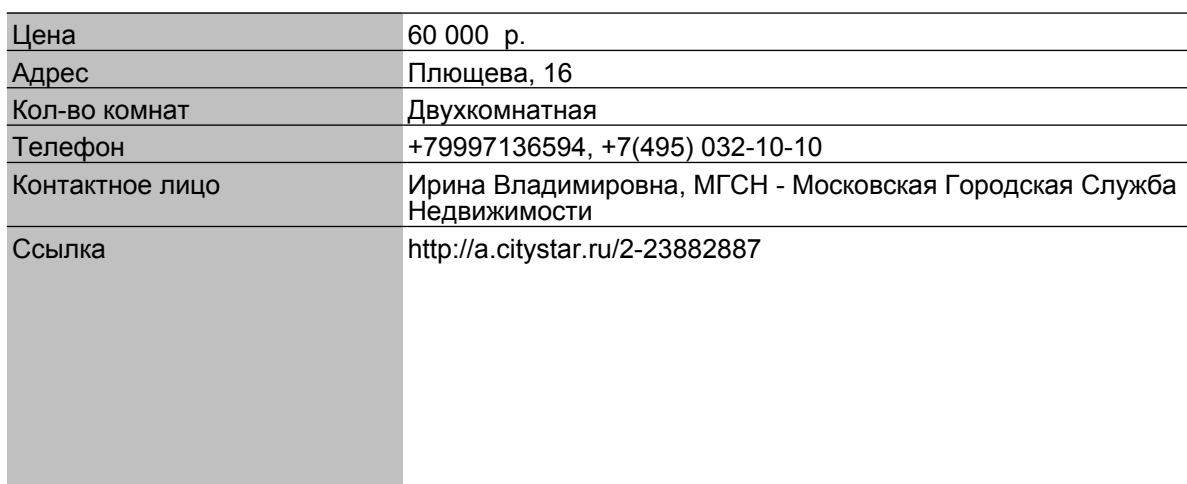 Цена 60 000 р.
Адрес Плющева, 16
Кол-во комнат Двухкомнатная
Телефон +79997136594, +7(495) 032-10-10
Контактное лицо Ирина Владимировна, МГСН - Московская Городская Служба
Недвижимости
Ссылка http://a.citystar.ru/2-23882887